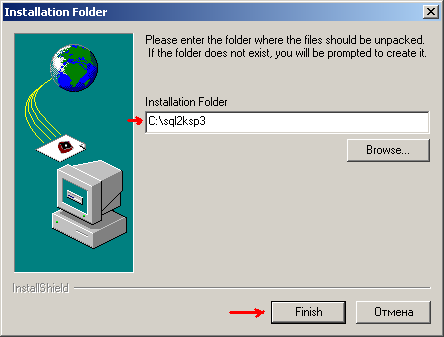 Installation Folder
Please enter the folder where the files should be unpacked.
If the folder does not exist, you will be prompted to create it.
Installation Folder
C:\sql2ksp3
Browse...
InstallShield
Finish
Отмена